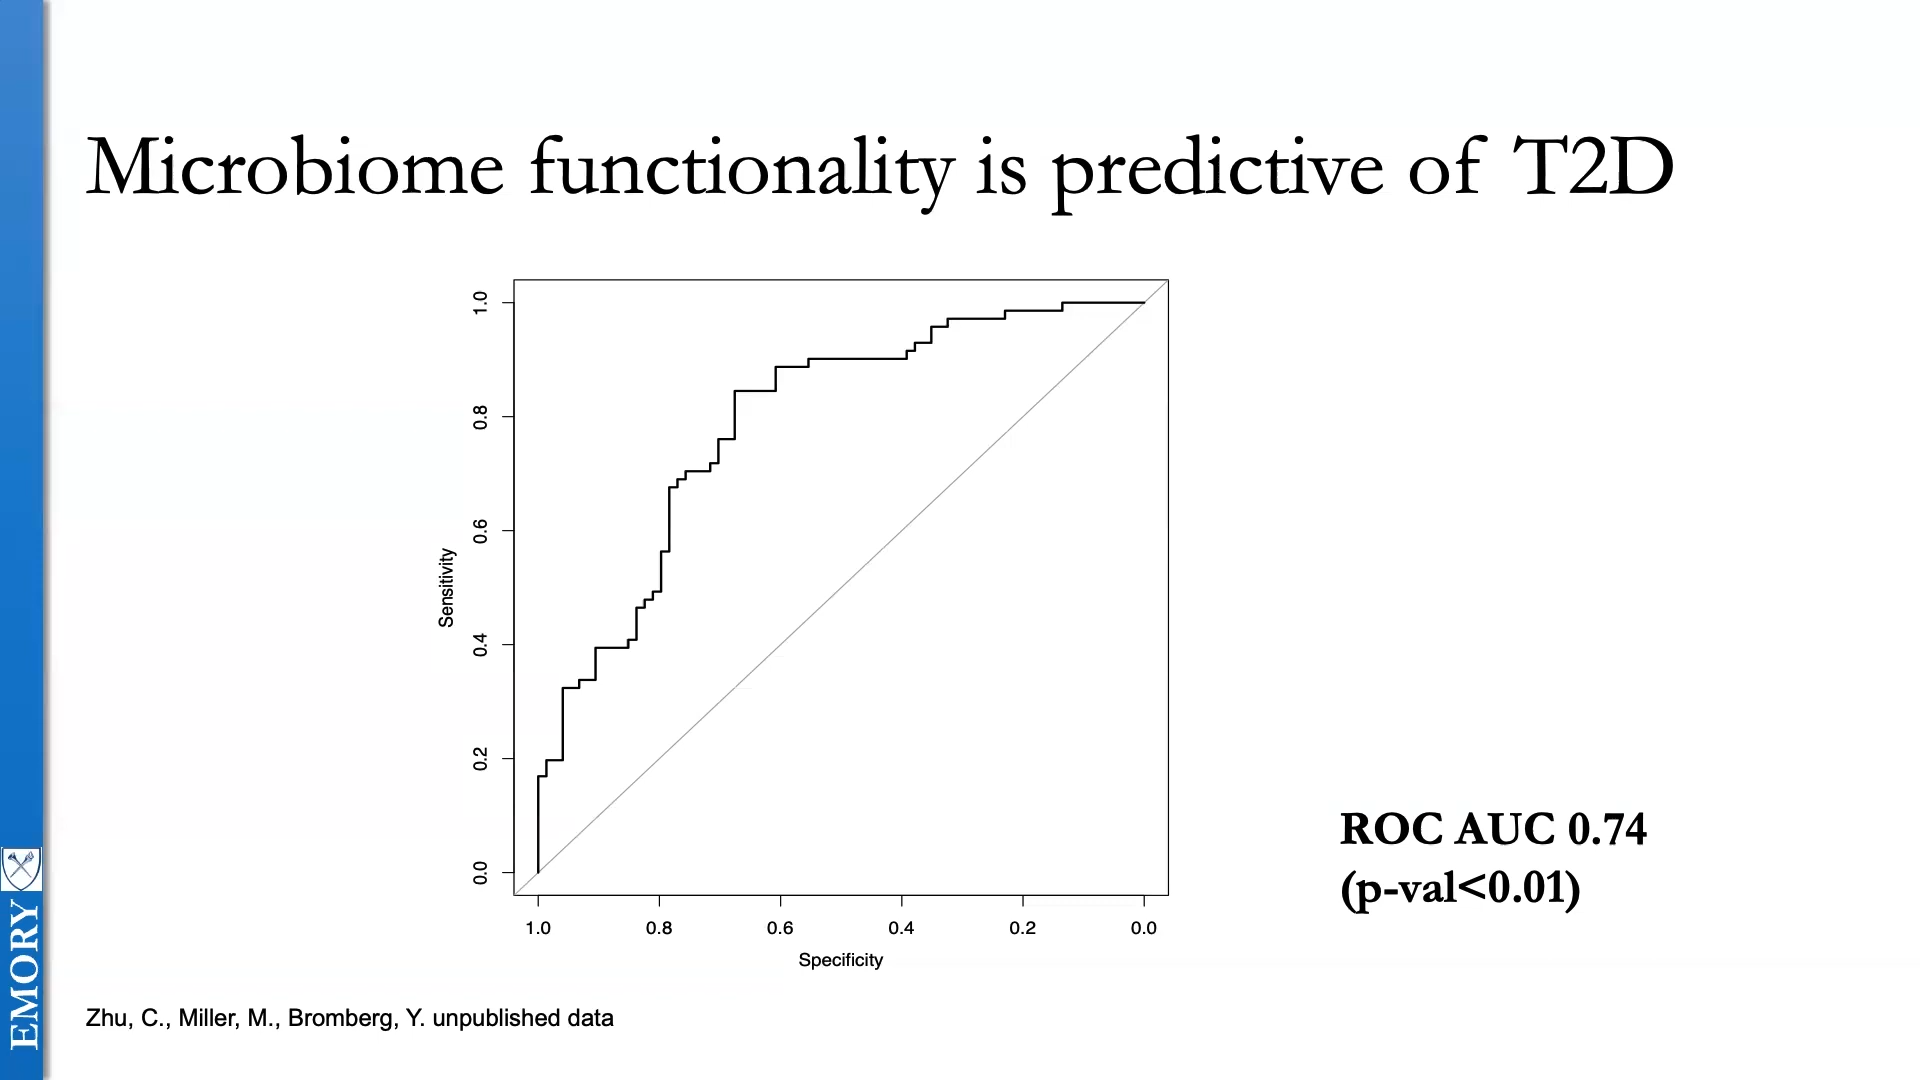 Microbiome functionality is predictive of T2D
1.0
0.8
0.6
0.4
0.2
0.0
Sensitivity
1.0 0.8 0.6 0.4 0.2 0.0
Specificity
ROC AUC 0.74
(p-val<0.01)
Zhu, C., Miller, M., Bromberg, Y. unpublished data
EMORY